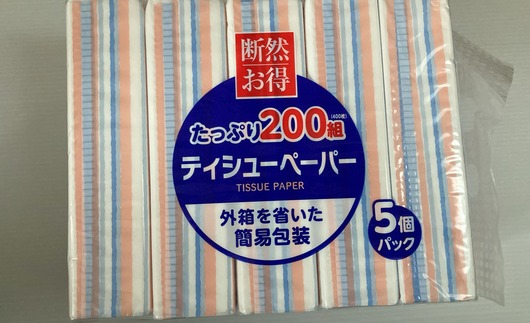 断然
お得
たっぷり200組(400枚)
ティシューペーパー
TISSUE PAPER
外箱を省いた
簡易包装
5個
パック